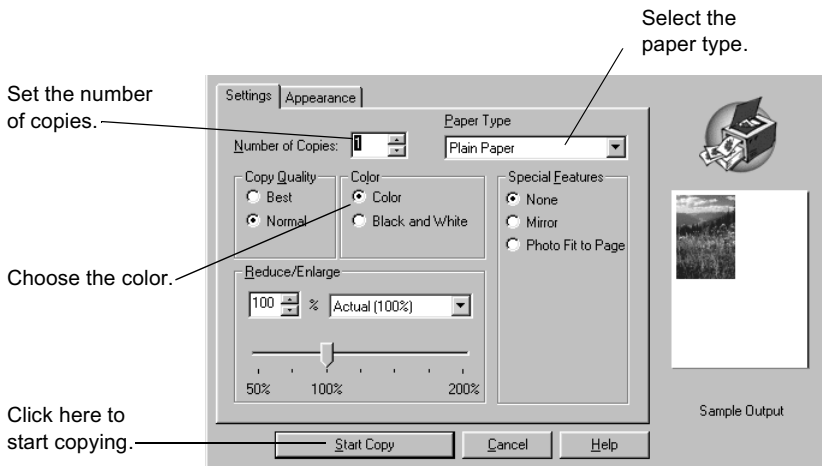 Select the
paper type.
Set the number
of copies.
Settings
Appearance
Paper Type
Number of Copies:
1
Plain Paper
Copy Quality
Color
Special Features
Best
Color
None
Normal
Black and White
Mirror
Photo Fit to Page
Choose the color.
Reduce/Enlarge
100
%
Actual (100%)
50%
100%
200%
Sample Output
Click here to
start copying.
Start Copy
Cancel
Help